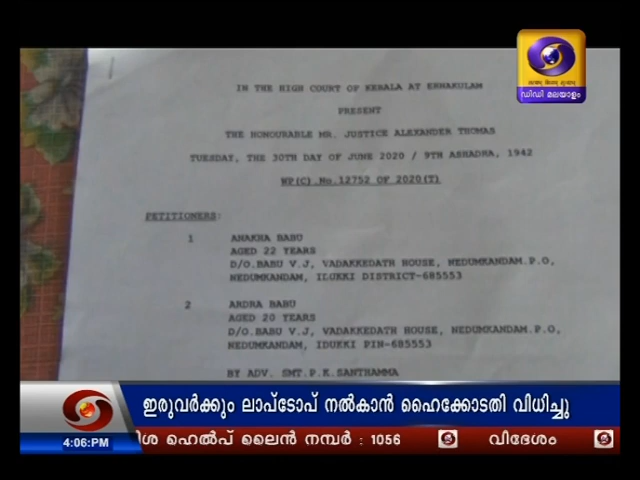 IN THE HIGH COURT OF KERALA AT ERNAKULAM
PRESENT
THE HONOURABLE MR. JUSTICE ALEXANDER THOMAS
TUESDAY, THE 30TH DAY OF JUNE 2020 / 9TH ASHADHA, 1942
WP(C).No.12752 OF 2020(T)
PETITIONERS:
1 ANAKHA BABU
AGED 22 YEARS
D/O.BABU V.J, VADAKKEDATH HOUSE, NEDUMKANDAM.P.O,
NEDUMKANDAM, IDUKKI DISTRICT-685553
2 ARDRA BABU
AGED 20 YEARS
D/O.BABU V.J, VADAKKEDATH HOUSE, NEDUMKANDAM.P.O,
NEDUMKANDAM, IDUKKI PIN-685553
BY ADV. SMT.P.K.SANTHAMMA
ഡിഡി മലയാളം
ഇരുവർക്കും ലാപ്ടോപ് നൽകാൻ ഹൈക്കോടതി വിധിച്ചു
4:06:PM ിശ ഹെൽപ് ലൈൻ നമ്പർ : 1056 വിദേശം